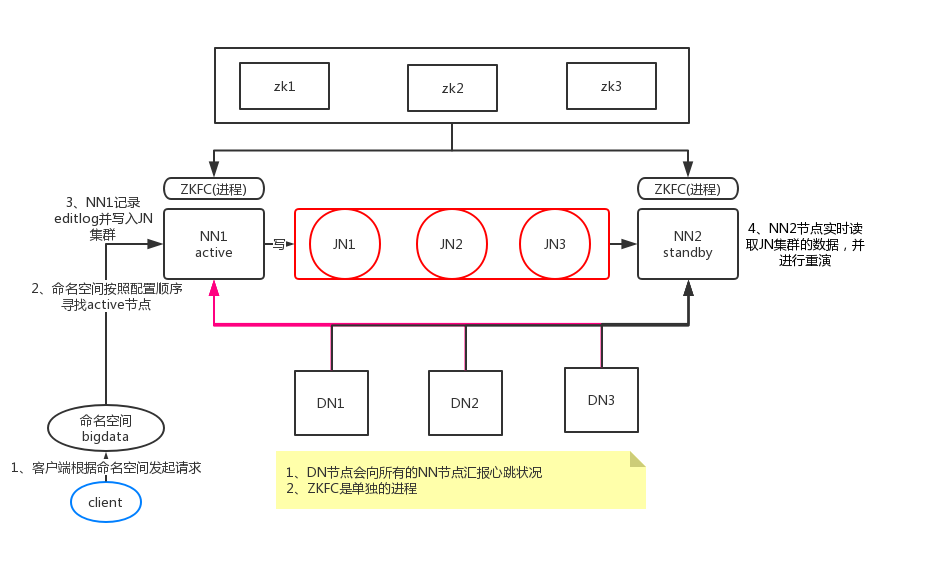 zk1
zk2
zk3
ZKFC(进程)
ZKFC(进程)
3、NN1记录
editlog并写入JN
集群
NN1
active
写
JN1
JN2
JN3
NN2
standby
4、NN2节点实时读
取JN集群的数据，并
进行重演
2、命名空间按照配置顺序
寻找active节点
DN1
DN2
DN3
命名空间
bigdata
1、客户端根据命名空间发起请求
client
1、DN节点会向所有的NN节点汇报心跳状况
2、ZKFC是单独的进程